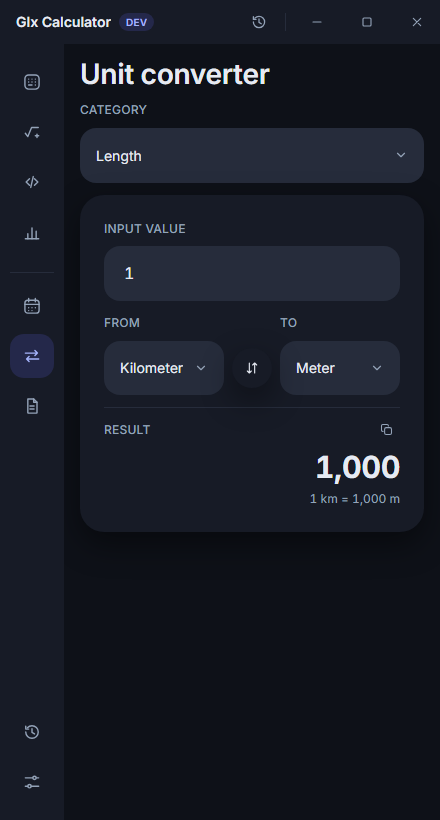 Glx Calculator DEV
Unit converter
CATEGORY
Length
INPUT VALUE
1
FROM TO
Kilometer Meter
RESULT
1,000
1 km = 1,000 m